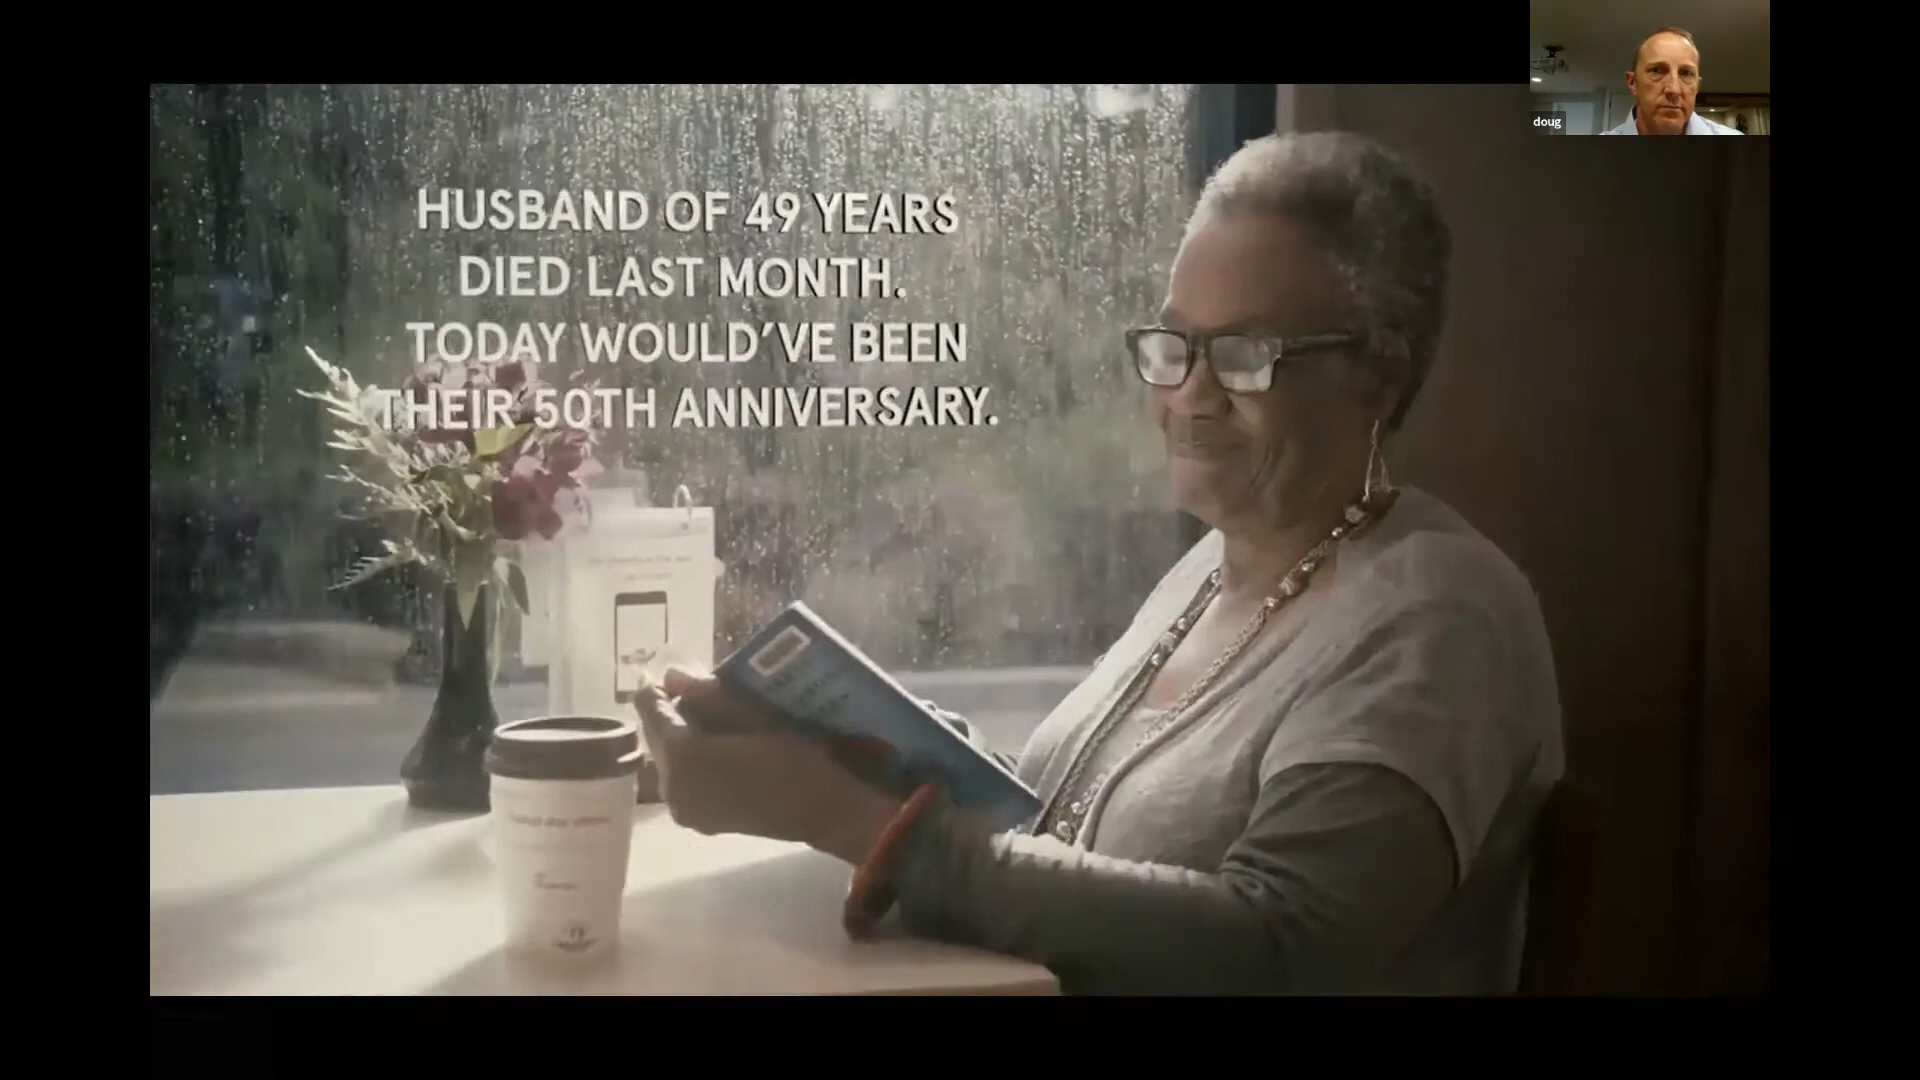 doug
HUSBAND OF 49 YEARS
DIED LAST MONTH.
TODAY WOULD'VE BEEN
THEIR 50TH ANNIVERSARY.